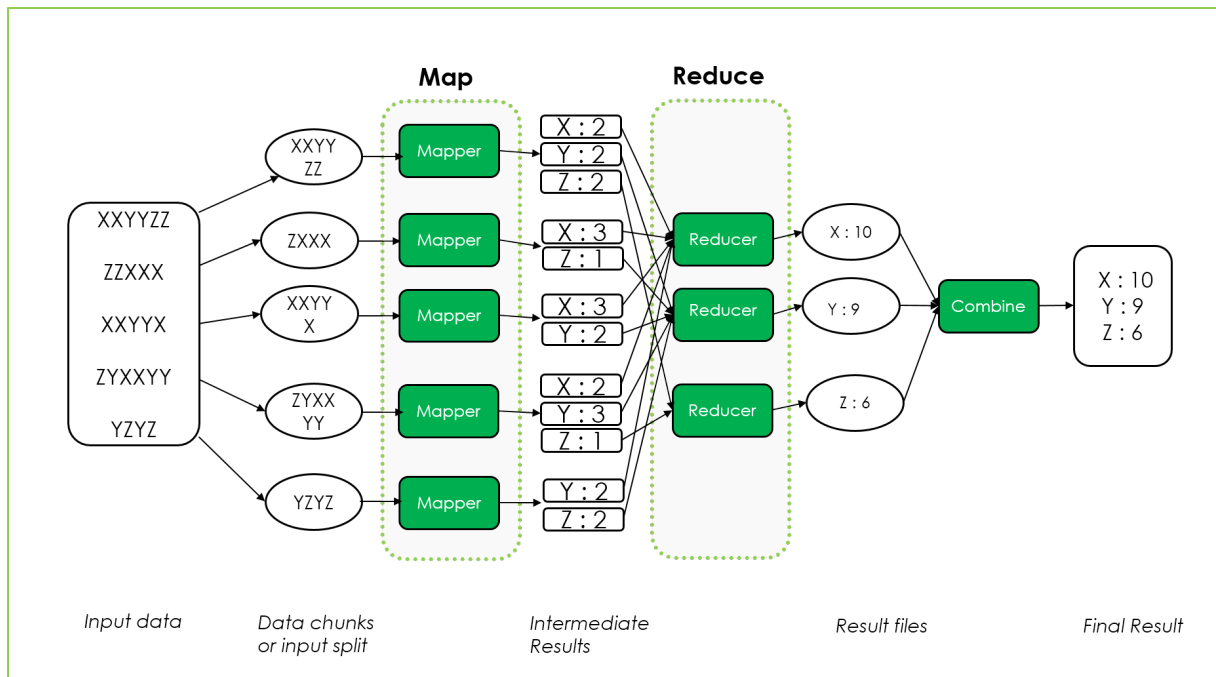 Map
Reduce
XXYYZZ
ZZXXX
XXYYX
ZYXXYY
YZYZ
XXYY
ZZ
ZXXX
XXYY
X
ZYXX
YY
YZYZ
Mapper
Mapper
Mapper
Mapper
Mapper
X : 2
Y : 2
Z : 2
X : 3
Z : 1
X : 3
Y : 2
X : 2
Y : 3
Z : 1
Y : 2
Z : 2
Reducer
Reducer
Reducer
X : 10
Y : 9
Z : 6
Combine
X : 10
Y : 9
Z : 6
Input data
Data chunks
or input split
Intermediate
Results
Result files
Final Result